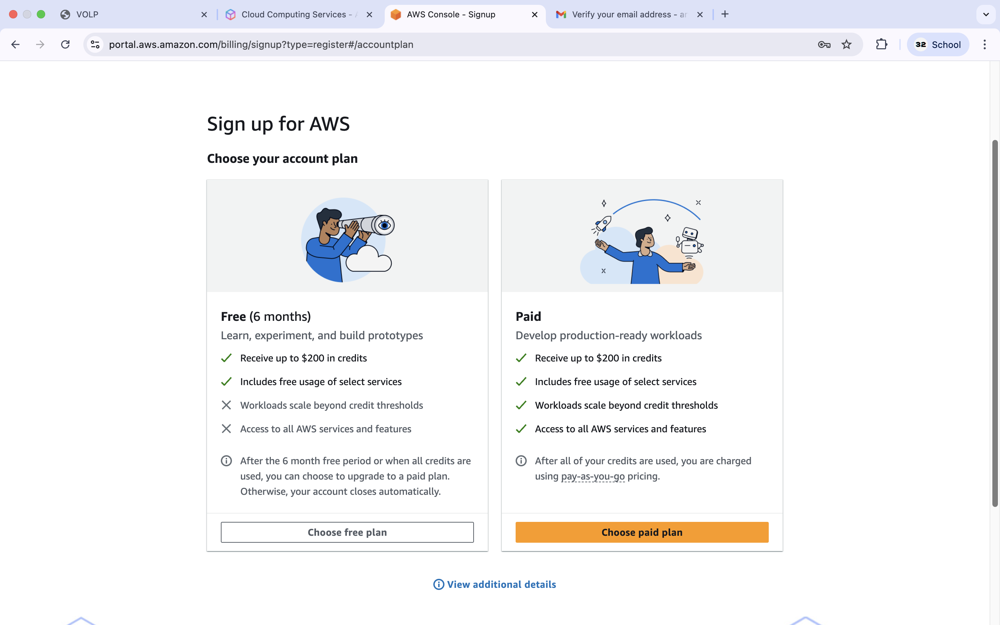 VOLP
Cloud Computing Services -
AWS Console - Signup
Verify your email address - ar
portal.aws.amazon.com/billing/signup?type=register#/accountplan
32
School
Sign up for AWS
Choose your account plan
Free (6 months)
Learn, experiment, and build prototypes
Receive up to $200 in credits
Includes free usage of select services
Workloads scale beyond credit thresholds
Access to all AWS services and features
After the 6 month free period or when all credits are
used, you can choose to upgrade to a paid plan.
Otherwise, your account closes automatically.
Choose free plan
Paid
Develop production-ready workloads
Receive up to $200 in credits
Includes free usage of select services
Workloads scale beyond credit thresholds
Access to all AWS services and features
After all of your credits are used, you are charged
using pay-as-you-go pricing.
Choose paid plan
View additional details